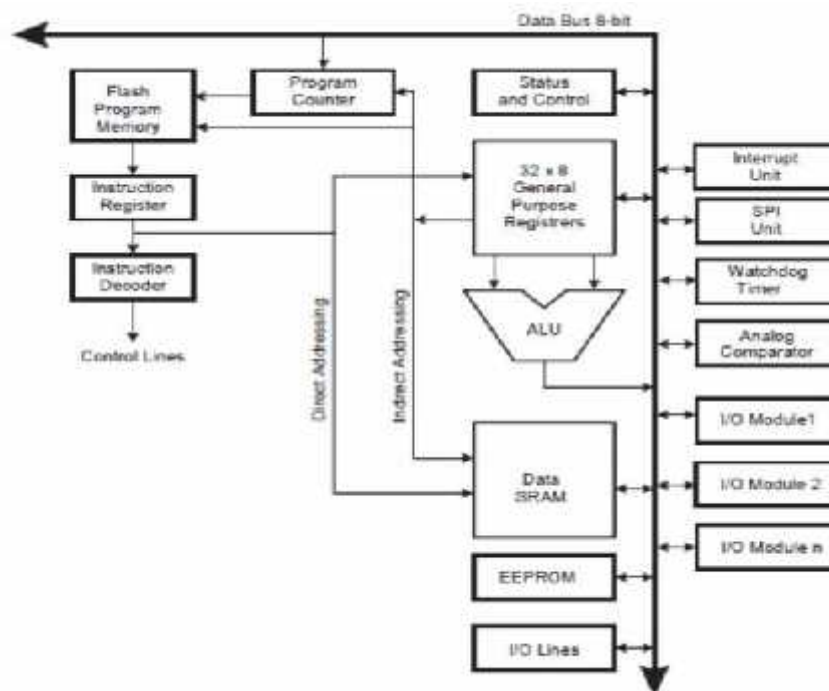 Data Bus 8-bit
Flash
Program
Memory
Program
Counter
Status
and Control
Interrupt
Unit
32 x 8
General
Purpose
Registrers
Instruction
Register
SPI
Unit
Instruction
Decoder
Watchdog
Timer
ALU
Analog
Comparator
Control Lines
Direct Addressing
Indirect Addressing
I/O Module1
Data
SRAM
I/O Module 2
I/O Module n
EEPROM
I/O Lines